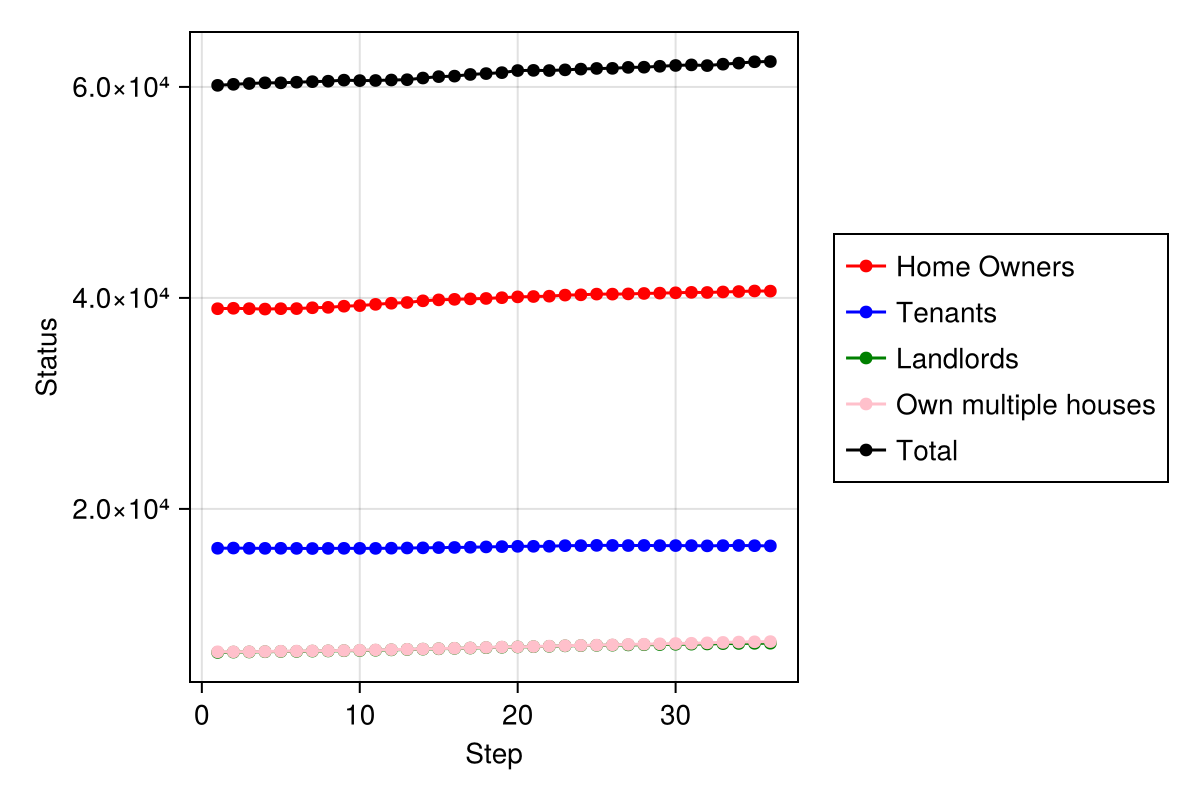 6.0×10⁴
4.0×10⁴
2.0×10⁴
Status
0 10 20 30
Step
Home Owners
Tenants
Landlords
Own multiple houses
Total